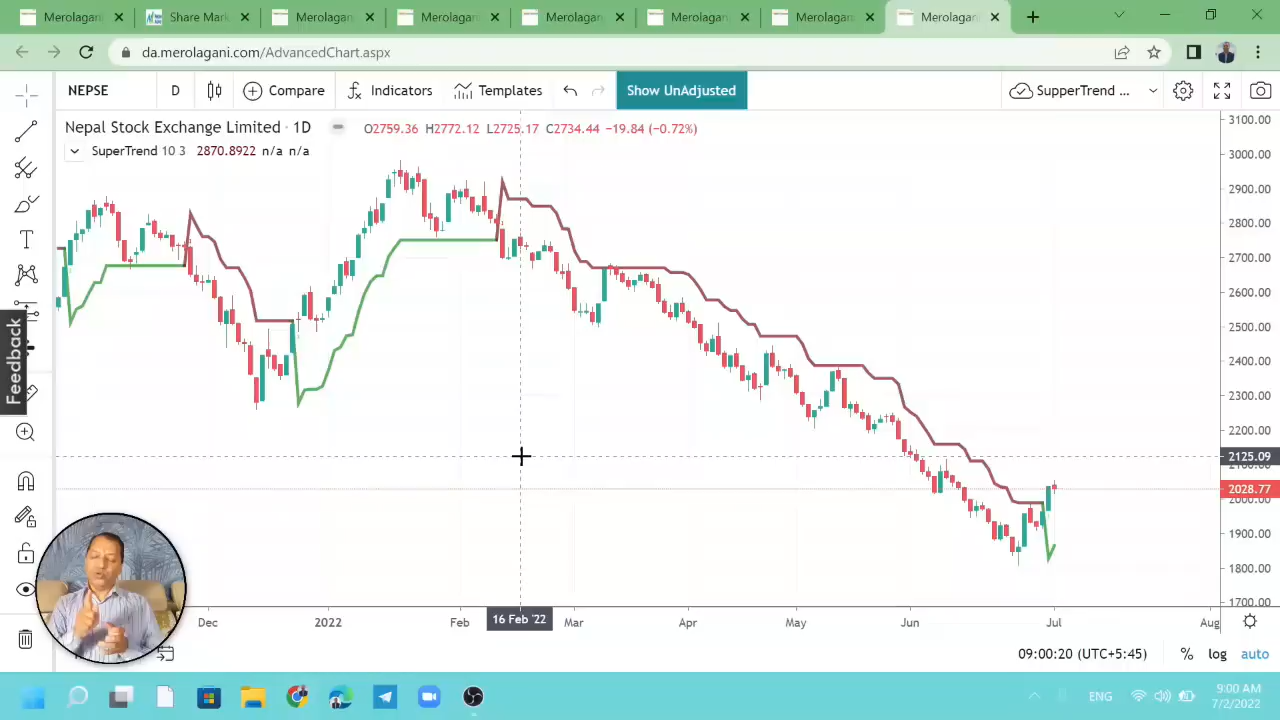 Merolagani
Share Mark
Merolagani
Merolagani
Merolagani
Merolagani
Merolagani
Merolagani
da.merolagani.com/AdvancedChart.aspx
NEPSE D Compare Indicators Templates Show UnAdjusted SupperTrend ...
Nepal Stock Exchange Limited · 1D O2759.36 H2772.12 L2725.17 C2734.44 −19.84 (−0.72%)
SuperTrend 10 3 2870.8922 n/a n/a
3100.00
3000.00
2900.00
2800.00
2700.00
2600.00
2500.00
2400.00
2300.00
2200.00
2125.09
2100.00
2028.77
2000.00
1900.00
1800.00
1700.00
Feedback
Dec 2022 Feb 16 Feb '22 Mar Apr May Jun Jul Aug
09:00:20 (UTC+5:45) % log auto
ENG
9:00 AM
7/2/2022